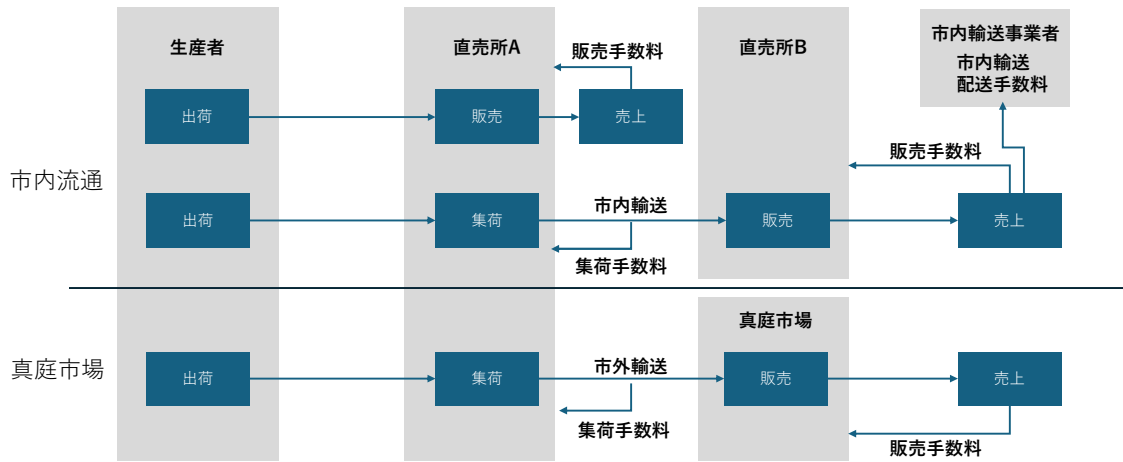 生産者
直売所A
直売所B
市内輸送事業者
市内輸送
配送手数料
販売手数料
出荷
販売
売上
市内流通
販売手数料
出荷
集荷
市内輸送
販売
売上
集荷手数料
真庭市場
真庭市場
出荷
集荷
市外輸送
販売
売上
集荷手数料
販売手数料